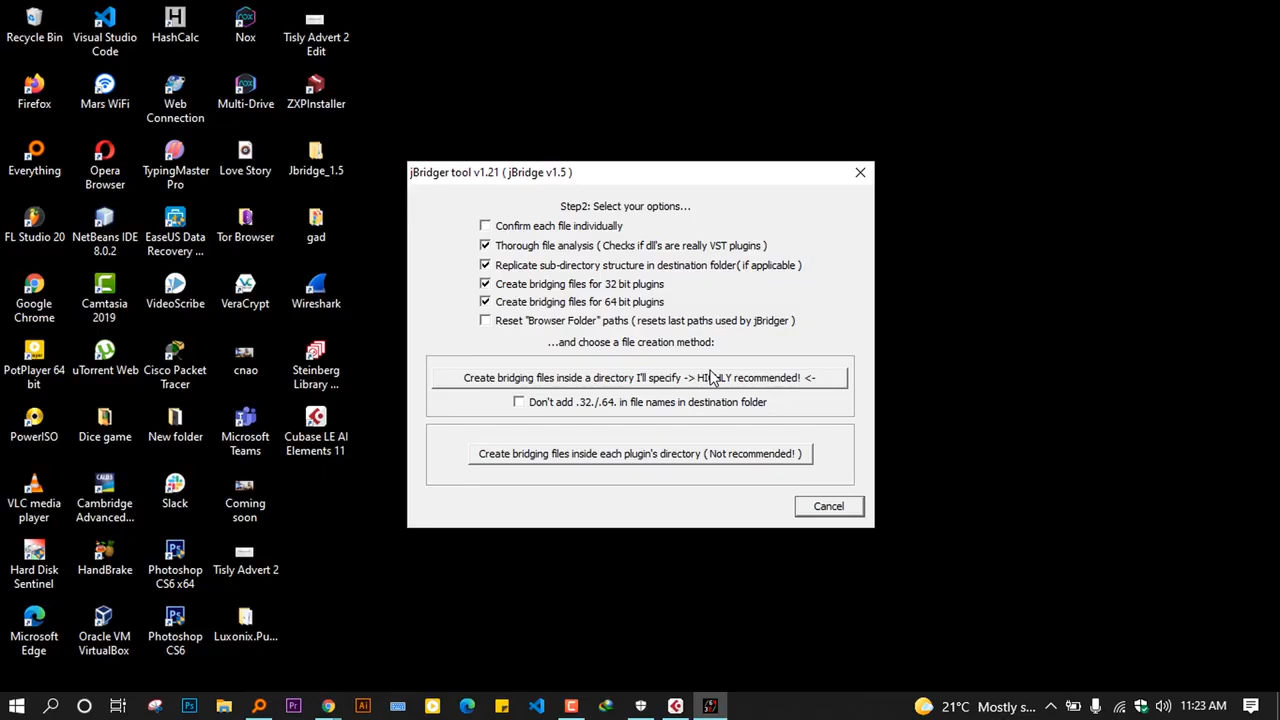 Recycle Bin
Visual Studio
Code
HashCalc
Nox
Tisly Advert 2
Edit
Firefox
Mars WiFi
Web
Connection
Multi-Drive
ZXPInstaller
Everything
Opera
Browser
TypingMaster
Pro
Love Story
Jbridge_1.5
FL Studio 20
NetBeans IDE
8.0.2
EaseUS Data
Recovery ...
Tor Browser
gad
Google
Chrome
Camtasia
2019
VideoScribe
VeraCrypt
Wireshark
PotPlayer 64
bit
uTorrent Web
Cisco Packet
Tracer
cnao
Steinberg
Library ...
PowerISO
Dice game
New folder
Microsoft
Teams
Cubase LE AI
Elements 11
VLC media
player
Cambridge
Advanced...
Slack
Coming
soon
Hard Disk
Sentinel
HandBrake
Photoshop
CS6 x64
Tisly Advert 2
Microsoft
Edge
Oracle VM
VirtualBox
Photoshop
CS6
Luxonix.Pu...
jBridger tool v1.21 ( jBridge v1.5 )
Step2: Select your options...
Confirm each file individually
Thorough file analysis ( Checks if dll's are really VST plugins )
Replicate sub-directory structure in destination folder( if applicable )
Create bridging files for 32 bit plugins
Create bridging files for 64 bit plugins
Reset "Browser Folder" paths ( resets last paths used by jBridger )
...and choose a file creation method:
Create bridging files inside a directory I'll specify -> HIGHLY recommended! <-
Don't add .32./.64. in file names in destination folder
Create bridging files inside each plugin's directory ( Not recommended! )
Cancel
21°C Mostly s...
11:23 AM